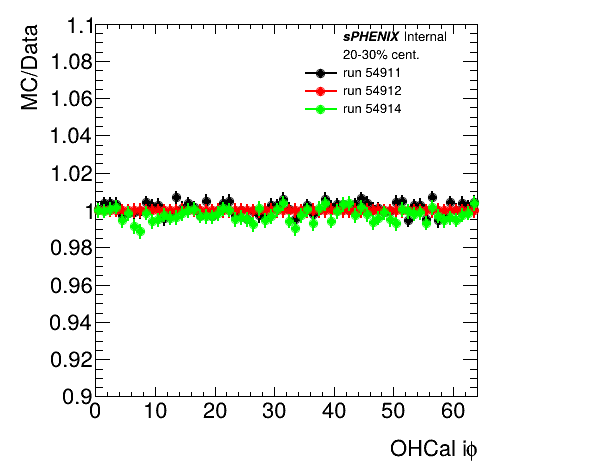 MC/Data
1.1
1.08
1.06
1.04
1.02
1
0.98
0.96
0.94
0.92
0.9
sPHENIX Internal
20-30% cent.
run 54911
run 54912
run 54914
0 10 20 30 40 50 60
OHCal iϕ